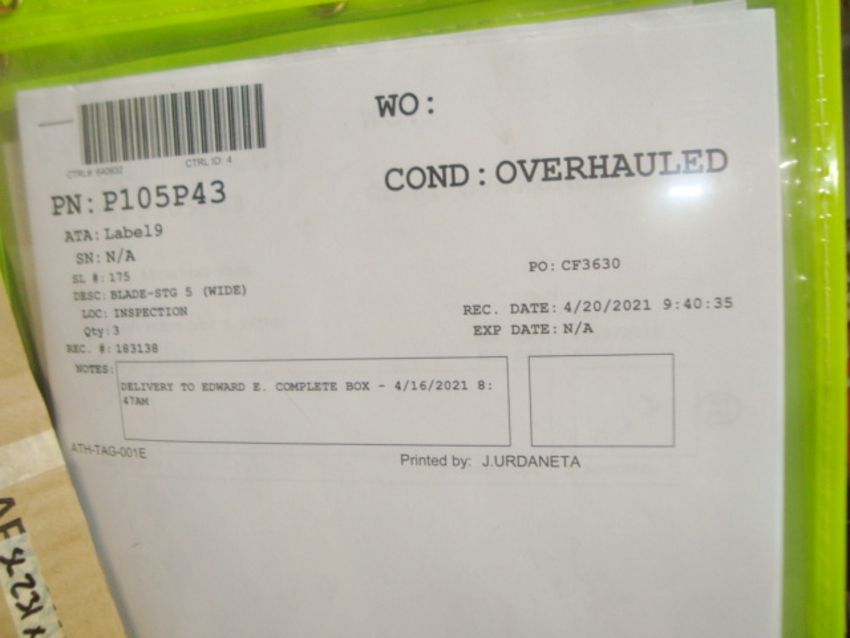 WO:
CTRL#: 640802
CTRL ID: 4
COND: OVERHAULED
PN: P105P43
ATA: Label9
SN: N/A
PO: CF3630
SL #: 175
DESC: BLADE-STG 5 (WIDE)
REC. DATE: 4/20/2021 9:40:35
LOC: INSPECTION
EXP DATE: N/A
Qty: 3
REC. #: 183138
NOTES:
DELIVERY TO EDWARD E. COMPLETE BOX - 4/16/2021 8:
47AM
ATH-TAG-001E
Printed by: J.URDANETA